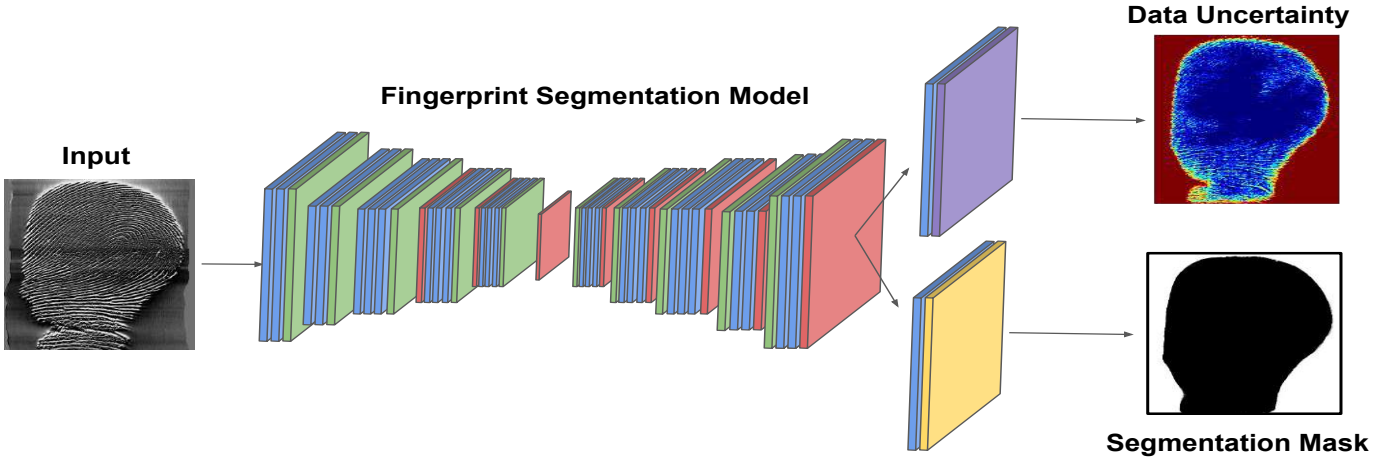 Data Uncertainty
Fingerprint Segmentation Model
Input
Segmentation Mask